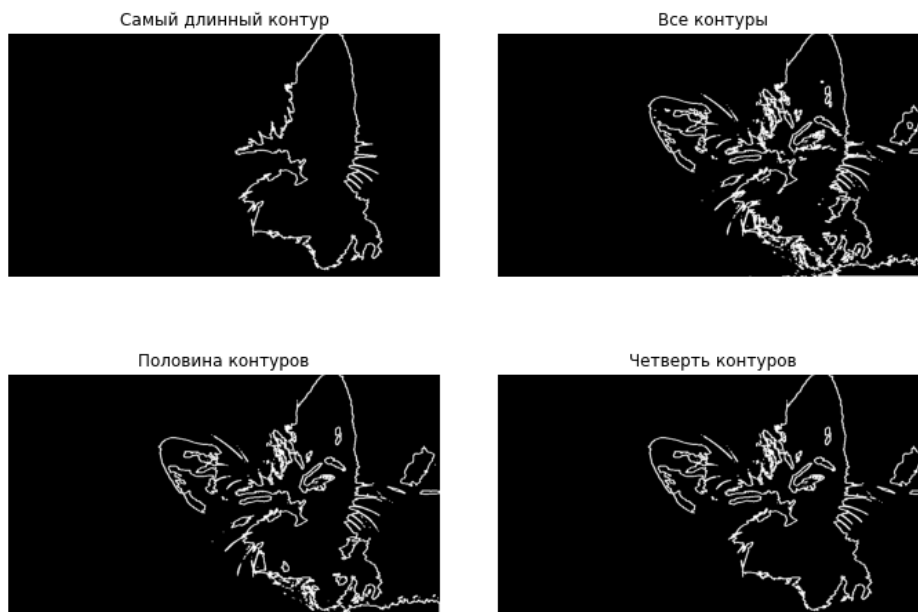 Самый длинный контур
Все контуры
Половина контуров
Четверть контуров